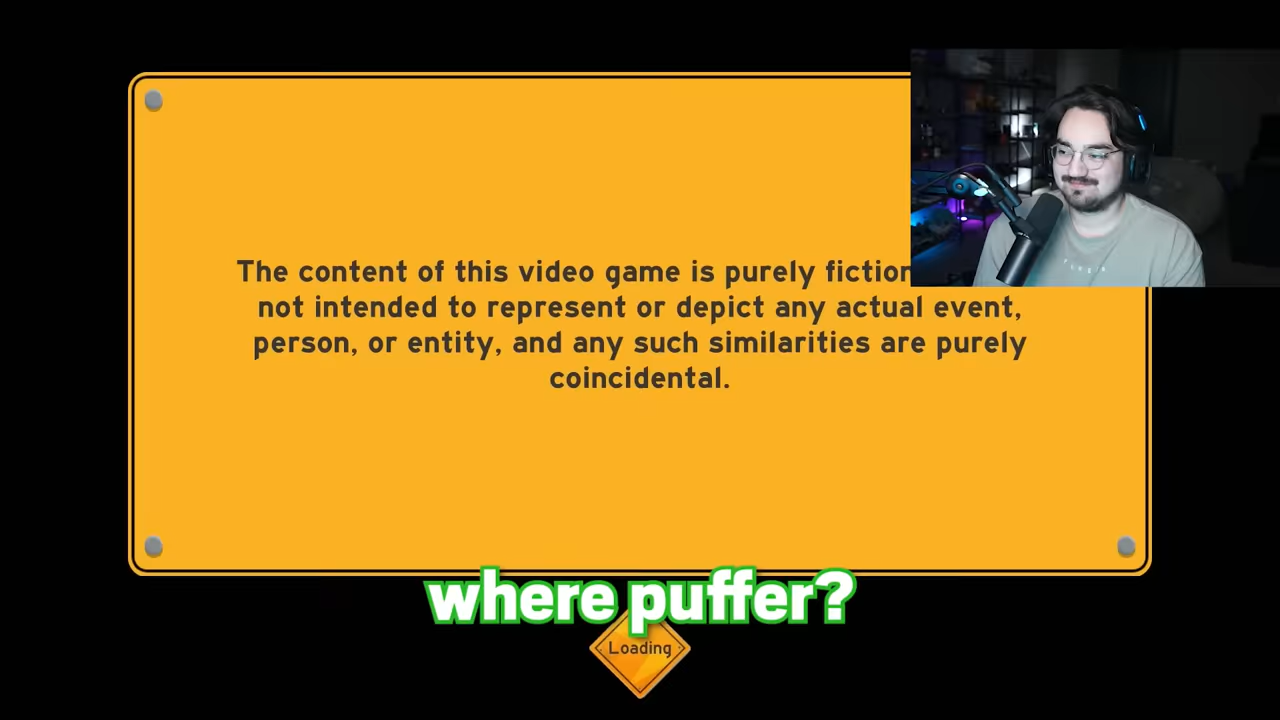 The content of this video game is purely fiction
not intended to represent or depict any actual event,
person, or entity, and any such similarities are purely
coincidental.
where puffer?
Loading